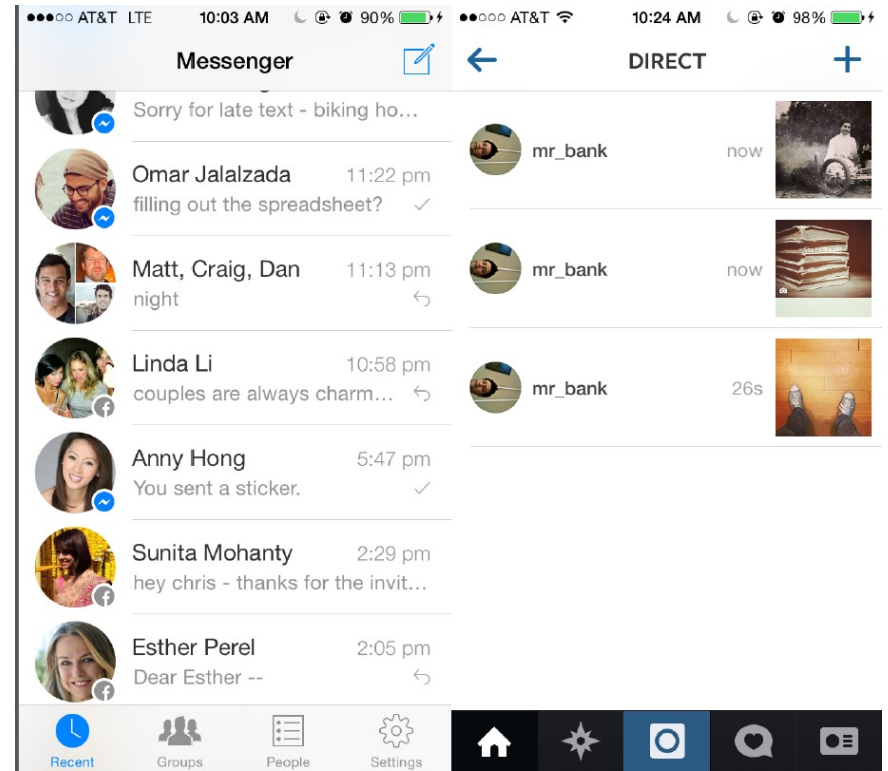 AT&T LTE 10:03 AM 90%
Messenger
Sorry for late text - biking ho...
Omar Jalalzada 11:22 pm
filling out the spreadsheet?
Matt, Craig, Dan 11:13 pm
night
Linda Li 10:58 pm
couples are always charm...
Anny Hong 5:47 pm
You sent a sticker.
Sunita Mohanty 2:29 pm
hey chris - thanks for the invit...
Esther Perel 2:05 pm
Dear Esther --
Recent Groups People Settings
AT&T 10:24 AM 98%
DIRECT
mr_bank now
mr_bank now
mr_bank 26s